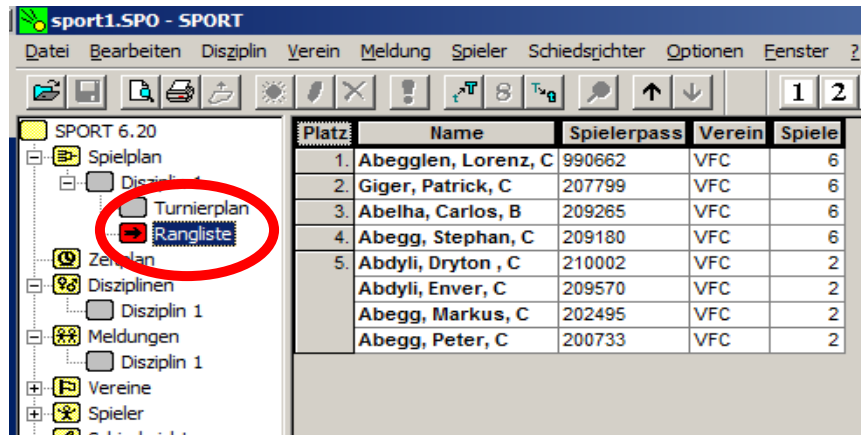 sport1.SPO - SPORT
Datei Bearbeiten Disziplin Verein Meldung Spieler Schiedsrichter Optionen Fenster ?
8 1 2
SPORT 6.20
Spielplan
Disziplin 1
Turnierplan
Rangliste
Zeitplan
Disziplinen
Disziplin 1
Meldungen
Disziplin 1
Vereine
Spieler
Platz Name Spielerpass Verein Spiele
1. Abegglen, Lorenz, C 990662 VFC 6
2. Giger, Patrick, C 207799 VFC 6
3. Abelha, Carlos, B 209265 VFC 6
4. Abegg, Stephan, C 209180 VFC 6
5. Abdyli, Dryton , C 210002 VFC 2
Abdyli, Enver, C 209570 VFC 2
Abegg, Markus, C 202495 VFC 2
Abegg, Peter, C 200733 VFC 2